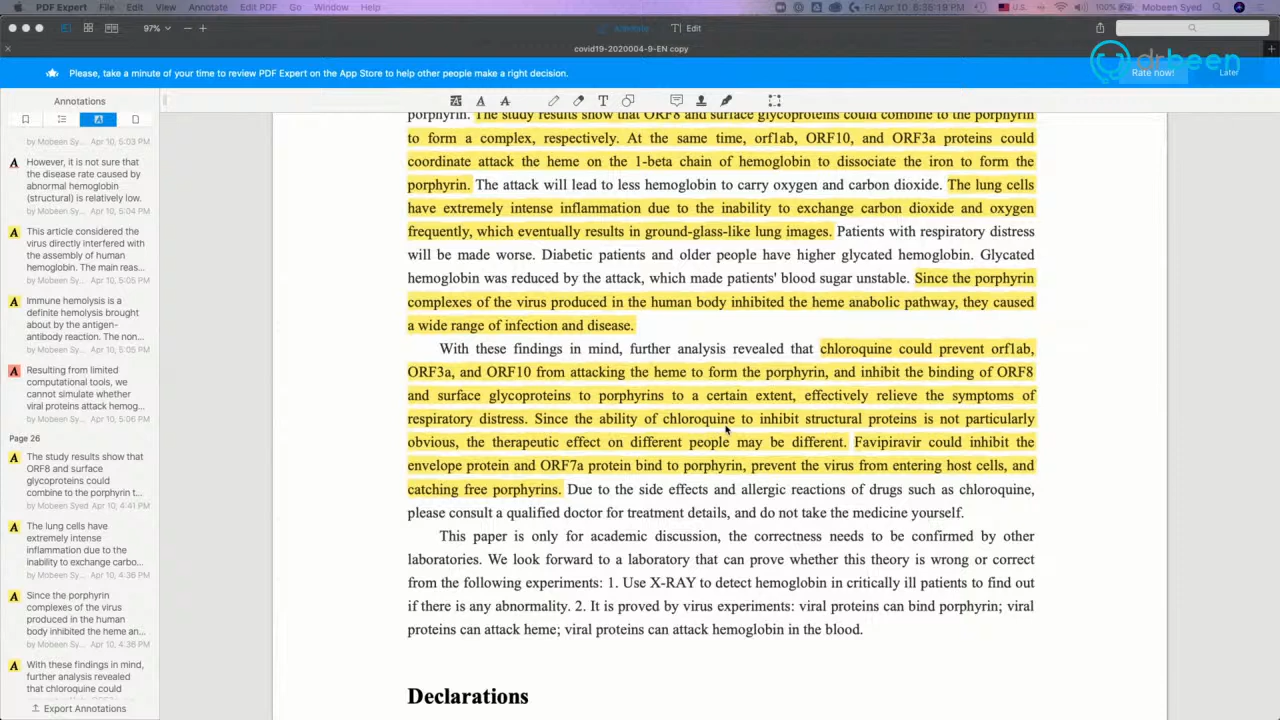 PDF Expert File Edit View Annotate Edit PDF Go Window Help
100% Fri Apr 10 6:35:19 PM Mobeen Syed
97%
Edit
covid19-2020004-9-EN copy
drbeen
Please, take a minute of your time to review PDF Expert on the App Store to help other people make a right decision.
Rate now!
Later
Annotations
by Mobeen Sy... Apr 10, 5:03 PM
However, it is not sure that
the disease rate caused by
abnormal hemoglobin
(structural) is relatively low.
by Mobeen Sy... Apr 10, 5:04 PM
This article considered the
virus directly interfered with
the assembly of human
hemoglobin. The main reas...
by Mobeen Sy... Apr 10, 5:05 PM
Immune hemolysis is a
definite hemolysis brought
about by the antigen-
antibody reaction. The non...
by Mobeen Sy... Apr 10, 5:05 PM
Resulting from limited
computational tools, we
cannot simulate whether
viral proteins attack hemog...
by Mobeen Sy... Apr 10, 5:06 PM
Page 26
The study results show that
ORF8 and surface
glycoproteins could
combine to the porphyrin t...
by Mobeen Syed Apr 10, 4:41 PM
The lung cells have
extremely intense
inflammation due to the
inability to exchange carbo...
by Mobeen Sy... Apr 10, 4:36 PM
Since the porphyrin
complexes of the virus
produced in the human
body inhibited the heme an...
by Mobeen Sy... Apr 10, 4:36 PM
With these findings in mind,
further analysis revealed
that chloroquine could
Export Annotations
porphyrin. The study results show that ORF8 and surface glycoproteins could combine to the porphyrin
to form a complex, respectively. At the same time, orf1ab, ORF10, and ORF3a proteins could
coordinate attack the heme on the 1-beta chain of hemoglobin to dissociate the iron to form the
porphyrin. The attack will lead to less hemoglobin to carry oxygen and carbon dioxide. The lung cells
have extremely intense inflammation due to the inability to exchange carbon dioxide and oxygen
frequently, which eventually results in ground-glass-like lung images. Patients with respiratory distress
will be made worse. Diabetic patients and older people have higher glycated hemoglobin. Glycated
hemoglobin was reduced by the attack, which made patients' blood sugar unstable. Since the porphyrin
complexes of the virus produced in the human body inhibited the heme anabolic pathway, they caused
a wide range of infection and disease.
With these findings in mind, further analysis revealed that chloroquine could prevent orf1ab,
ORF3a, and ORF10 from attacking the heme to form the porphyrin, and inhibit the binding of ORF8
and surface glycoproteins to porphyrins to a certain extent, effectively relieve the symptoms of
respiratory distress. Since the ability of chloroquine to inhibit structural proteins is not particularly
obvious, the therapeutic effect on different people may be different. Favipiravir could inhibit the
envelope protein and ORF7a protein bind to porphyrin, prevent the virus from entering host cells, and
catching free porphyrins. Due to the side effects and allergic reactions of drugs such as chloroquine,
please consult a qualified doctor for treatment details, and do not take the medicine yourself.
This paper is only for academic discussion, the correctness needs to be confirmed by other
laboratories. We look forward to a laboratory that can prove whether this theory is wrong or correct
from the following experiments: 1. Use X-RAY to detect hemoglobin in critically ill patients to find out
if there is any abnormality. 2. It is proved by virus experiments: viral proteins can bind porphyrin; viral
proteins can attack heme; viral proteins can attack hemoglobin in the blood.
Declarations